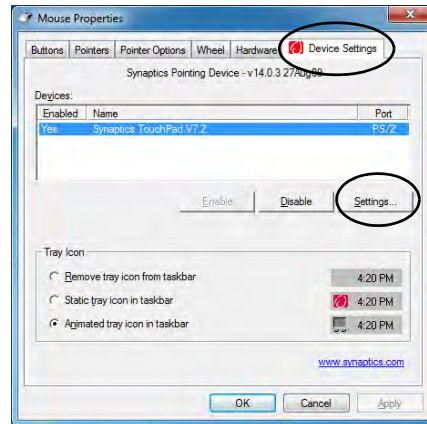 Mouse Properties
Buttons Pointers Pointer Options Wheel Hardware Device Settings
Synaptics Pointing Device - v14.0.3 27Aug09
Devices:
Enabled Name Port
Yes Synaptics TouchPad V7.2 PS/2
Enable Disable Settings...
Tray Icon
Remove tray icon from taskbar 4:20 PM
Static tray icon in taskbar 4:20 PM
Animated tray icon in taskbar 4:20 PM
www.synaptics.com
OK Cancel Apply